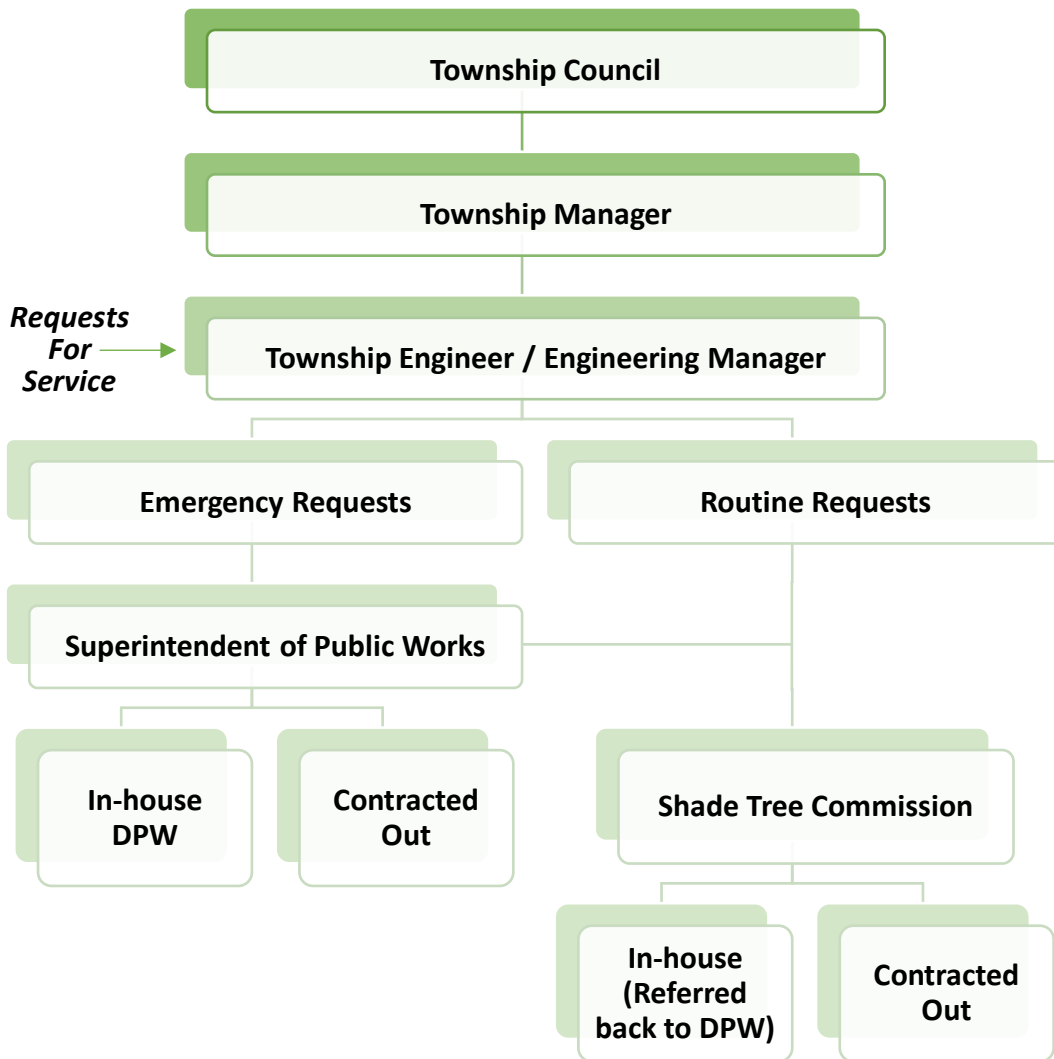 Township Council
Township Manager
Requests
For
Service
Township Engineer / Engineering Manager
Emergency Requests
Routine Requests
Superintendent of Public Works
In-house
DPW
Contracted
Out
Shade Tree Commission
In-house
(Referred
back to DPW)
Contracted
Out